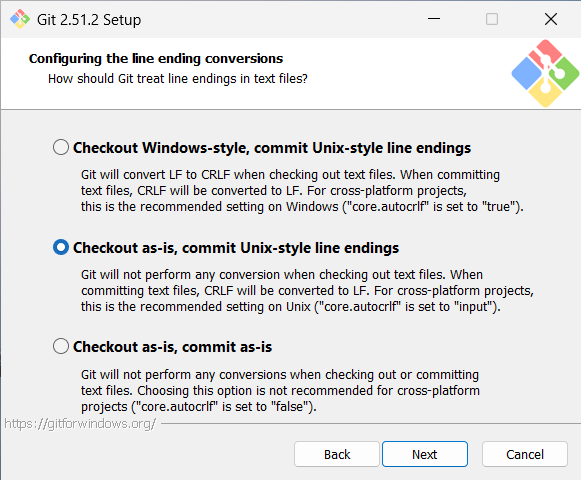 Git 2.51.2 Setup
Configuring the line ending conversions
How should Git treat line endings in text files?
Checkout Windows-style, commit Unix-style line endings
Git will convert LF to CRLF when checking out text files. When committing
text files, CRLF will be converted to LF. For cross-platform projects,
this is the recommended setting on Windows ("core.autocrlf" is set to "true").
Checkout as-is, commit Unix-style line endings
Git will not perform any conversion when checking out text files. When
committing text files, CRLF will be converted to LF. For cross-platform projects,
this is the recommended setting on Unix ("core.autocrlf" is set to "input").
Checkout as-is, commit as-is
Git will not perform any conversions when checking out or committing
text files. Choosing this option is not recommended for cross-platform
projects ("core.autocrlf" is set to "false").
https://gitforwindows.org/
Back
Next
Cancel